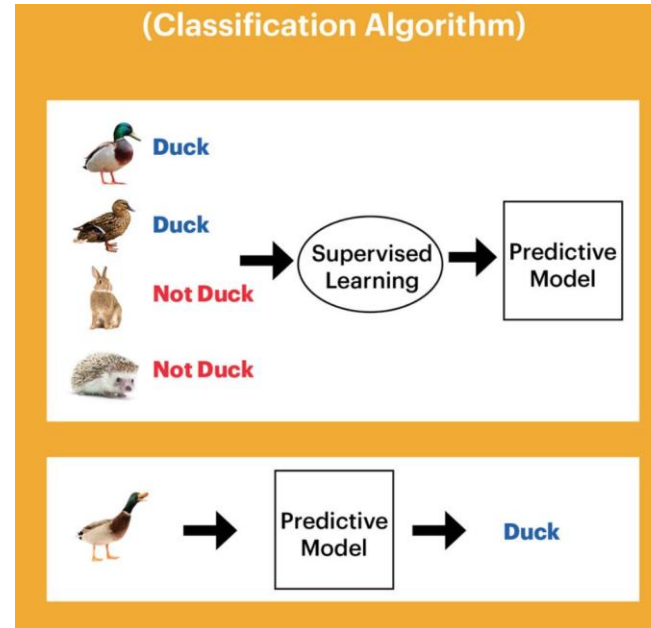 (Classification Algorithm)
Duck
Duck
Not Duck
Not Duck
Supervised
Learning
Predictive
Model
Predictive
Model
Duck